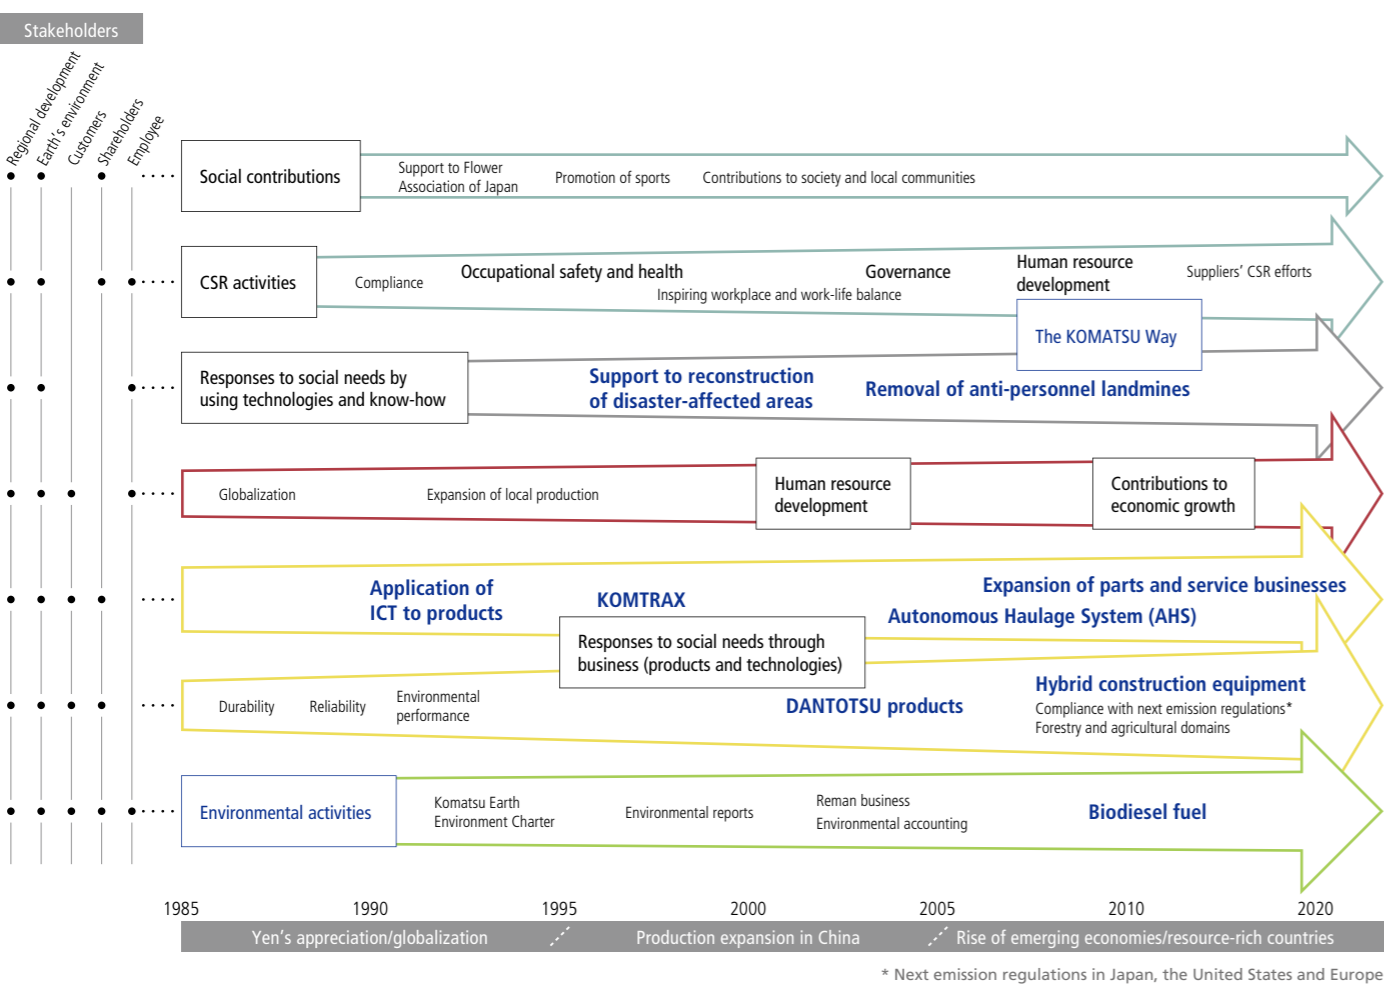 Stakeholders
Regional development
Earth's environment
Customers
Shareholders
Employee
Social contributions
Support to Flower
Association of Japan
Promotion of sports
Contributions to society and local communities
CSR activities
Compliance
Occupational safety and health
Inspiring workplace and work-life balance
Governance
Human resource
development
Suppliers' CSR efforts
The KOMATSU Way
Responses to social needs by
using technologies and know-how
Support to reconstruction
of disaster-affected areas
Removal of anti-personnel landmines
Globalization
Expansion of local production
Human resource
development
Contributions to
economic growth
Application of
ICT to products
KOMTRAX
Expansion of parts and service businesses
Autonomous Haulage System (AHS)
Responses to social needs through
business (products and technologies)
Durability
Reliability
Environmental
performance
DANTOTSU products
Hybrid construction equipment
Compliance with next emission regulations*
Forestry and agricultural domains
Environmental activities
Komatsu Earth
Environment Charter
Environmental reports
Reman business
Environmental accounting
Biodiesel fuel
1985
1990
1995
2000
2005
2010
2020
Yen's appreciation/globalization
Production expansion in China
Rise of emerging economies/resource-rich countries
* Next emission regulations in Japan, the United States and Europe